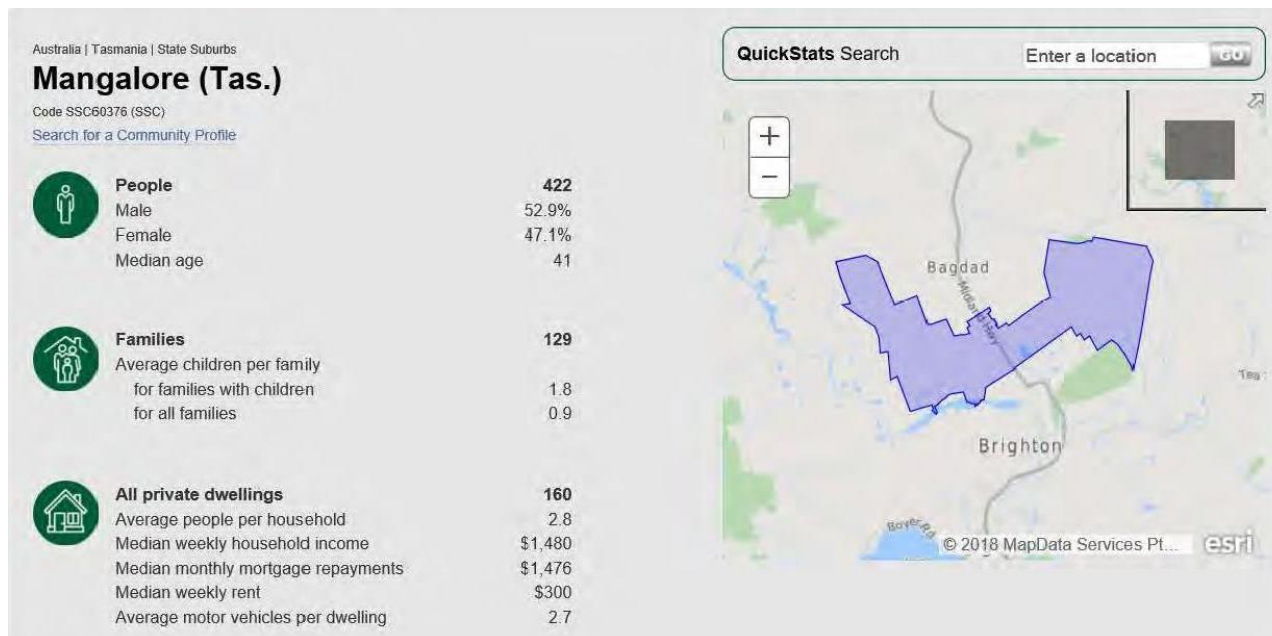 Australia | Tasmania | State Suburbs
Mangalore (Tas.)
Code SSC60376 (SSC)
Search for a Community Profile
People 422
Male 52.9%
Female 47.1%
Median age 41
Families 129
Average children per family
for families with children 1.8
for all families 0.9
All private dwellings 160
Average people per household 2.8
Median weekly household income $1,480
Median monthly mortgage repayments $1,476
Median weekly rent $300
Average motor vehicles per dwelling 2.7
QuickStats Search Enter a location GO
+
−
Bagdad
Midland Hwy
Brighton
Boyer Rd
© 2018 MapData Services Pt...
esri